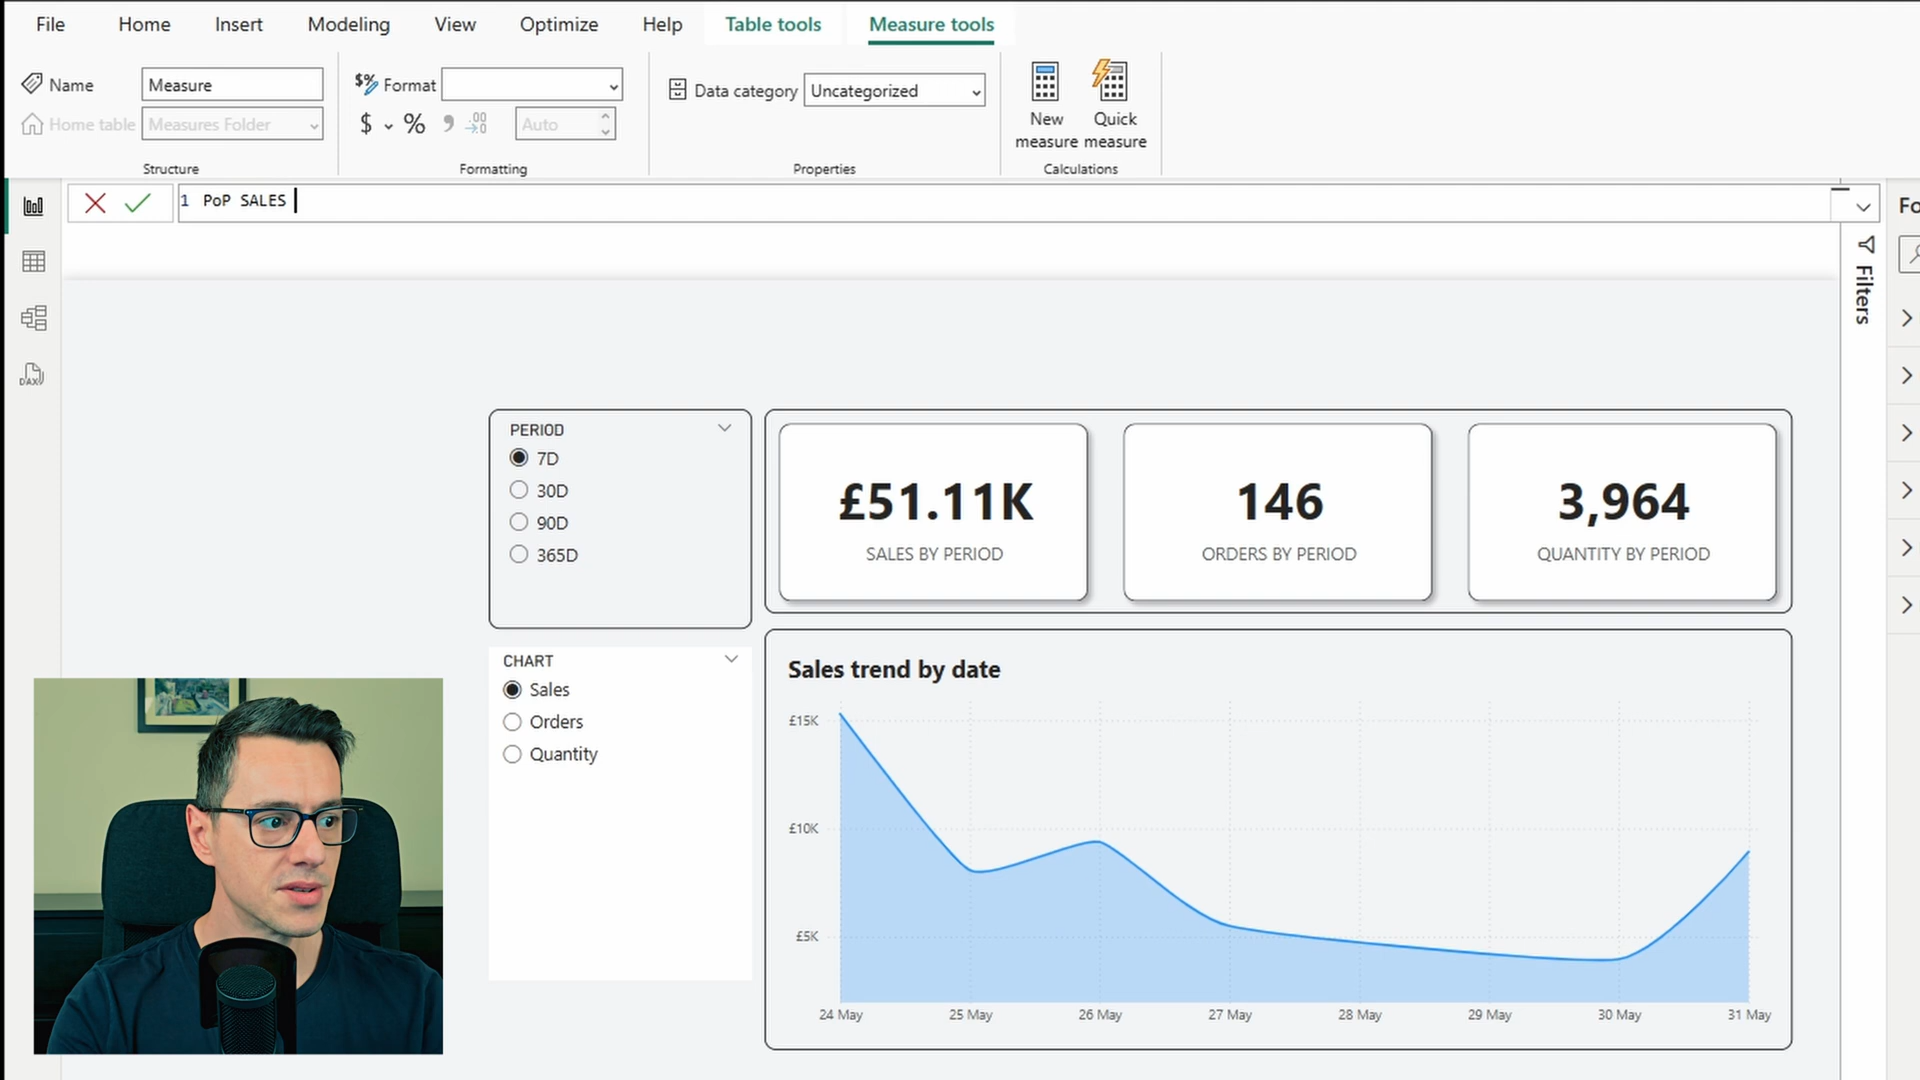 File Home Insert Modeling View Optimize Help Table tools Measure tools
Name Measure
Home table Measures Folder
Structure
$% Format
$ % 9 .00 →0 Auto
Formatting
Data category Uncategorized
Properties
New measure
Quick measure
Calculations
1 PoP SALES
DAX
Filters
PERIOD
7D
30D
90D
365D
£51.11K
SALES BY PERIOD
146
ORDERS BY PERIOD
3,964
QUANTITY BY PERIOD
CHART
Sales
Orders
Quantity
Sales trend by date
£15K
£10K
£5K
24 May 25 May 26 May 27 May 28 May 29 May 30 May 31 May